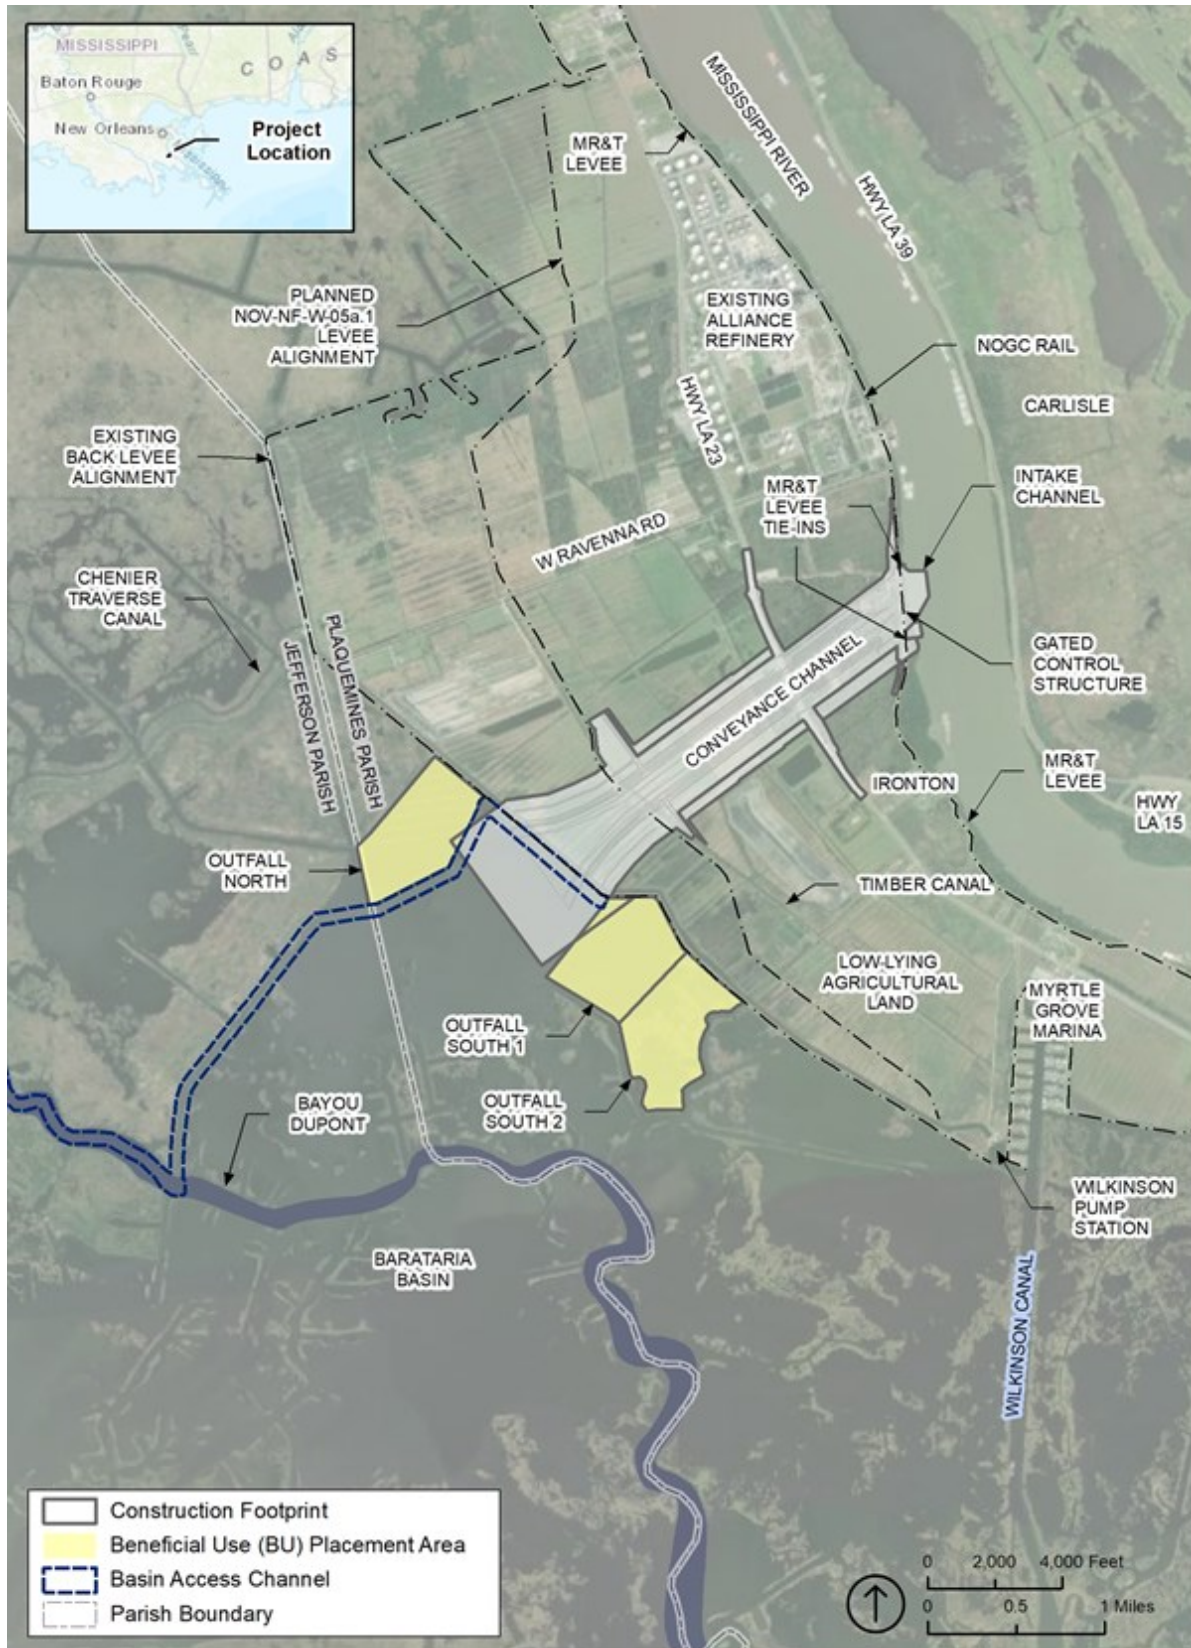 MISSISSIPPI
COAS
Baton Rouge
New Orleans
Project
Location
MR&T
LEVEE
MISSISSIPPI RIVER
HWY LA 39
PLANNED
NOV-NF-W-05a.1
LEVEE
ALIGNMENT
EXISTING
ALLIANCE
REFINERY
NOGC RAIL
HWY LA 23
CARLISLE
EXISTING
BACK LEVEE
ALIGNMENT
MR&T
LEVEE
TIE-INS
INTAKE
CHANNEL
W RAVENNA RD
CHENIER
TRAVERSE
CANAL
PLAQUEMINES PARISH
JEFFERSON PARISH
GATED
CONTROL
STRUCTURE
CONVEYANCE CHANNEL
IRONTON
MR&T
LEVEE
HWY
LA 15
OUTFALL
NORTH
TIMBER CANAL
LOW-LYING
AGRICULTURAL
LAND
MYRTLE
GROVE
MARINA
OUTFALL
SOUTH 1
OUTFALL
SOUTH 2
BAYOU
DUPONT
WILKINSON
PUMP
STATION
BARATARIA
BASIN
WILKINSON CANAL
Construction Footprint
Beneficial Use (BU) Placement Area
Basin Access Channel
Parish Boundary
0 2,000 4,000 Feet
0 0.5 1 Miles